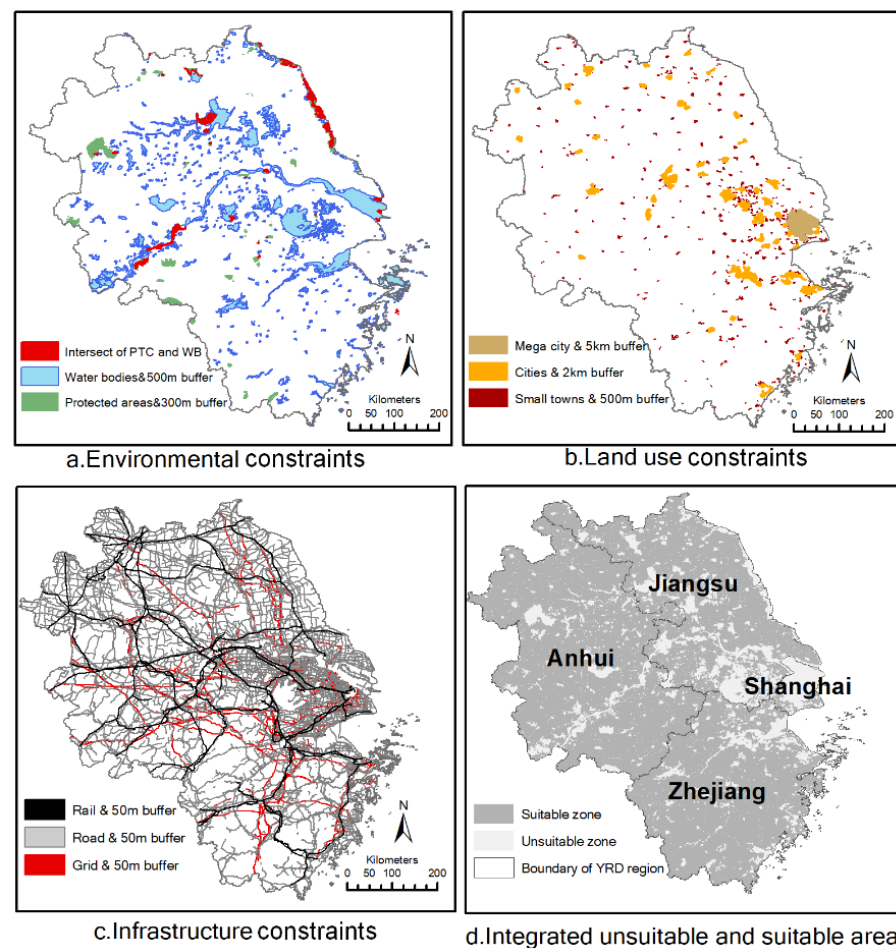 Intersect of PTC and WB
Water bodies&500m buffer
Protected areas&300m buffer
N
Kilometers
0 50 100 200
a.Environmental constraints
Mega city & 5km buffer
Cities & 2km buffer
Small towns & 500m buffer
N
Kilometers
0 50 100 200
b.Land use constraints
Rail & 50m buffer
Road & 50m buffer
Grid & 50m buffer
N
Kilometers
0 50 100 200
c.Infrastructure constraints
Jiangsu
Anhui
Shanghai
Zhejiang
Suitable zone
Unsuitable zone
Boundary of YRD region
d.Integrated unsuitable and suitable area